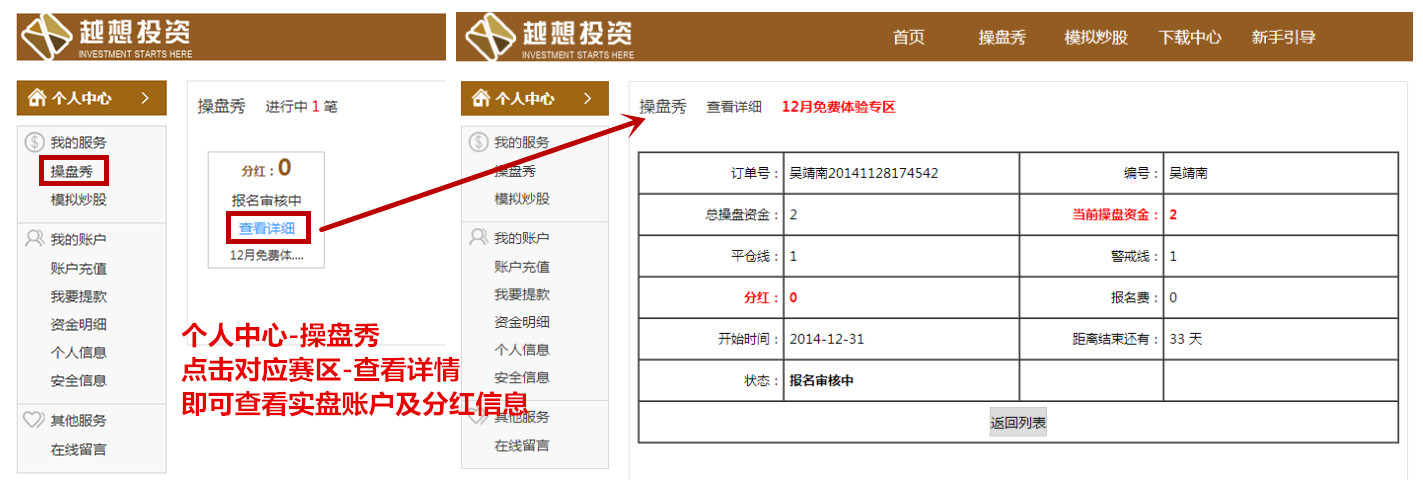 越想投资
INVESTMENT STARTS HERE
个人中心
我的服务
操盘秀
模拟炒股
我的账户
账户充值
我要提款
资金明细
个人信息
安全信息
其他服务
在线留言
操盘秀 进行中 1 笔
分红：0
报名审核中
查看详细
12月免费体....
个人中心-操盘秀
点击对应赛区-查看详情
即可查看实盘账户及分红信息
越想投资
INVESTMENT STARTS HERE
首页 操盘秀 模拟炒股 下载中心 新手引导
个人中心
我的服务
操盘秀
模拟炒股
我的账户
账户充值
我要提款
资金明细
个人信息
安全信息
其他服务
在线留言
操盘秀 查看详细 12月免费体验专区
订单号： 吴靖南20141128174542 编号： 吴靖南
总操盘资金： 2 当前操盘资金： 2
平仓线： 1 警戒线： 1
分红： 0 报名费： 0
开始时间： 2014-12-31 距离结束还有： 33 天
状态： 报名审核中
返回列表